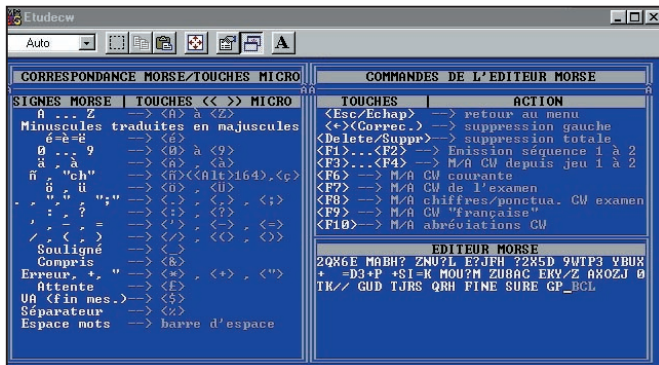 Etudecw
Auto
A
CORRESPONDANCE MORSE/TOUCHES MICRO
SIGNES MORSE | TOUCHES << >> MICRO
A ... Z --> <A> à <Z>
Minuscules traduites en majuscules
é=è=ë --> <é>
0 ... 9 --> <0> à <9>
ä , à --> <à>
ñ , "ch" --> <ñ>(<Alt>164),<ç>
ö , ü --> <ö> , <ü>
. , "," , ";" --> <.> , <,> , <;>
: , ? --> <:> , <?>
' , - , = --> <'> , <-> , <=>
/ , ( , ) --> </> , <(> , <)>
Souligné --> <_>
Compris --> <&>
Erreur, +, " --> <*> , <+> , <">
Attente --> <£>
VA (fin mes.)--> <$>
Séparateur --> <%>
Espace mots --> barre d'espace
COMMANDES DE L'EDITEUR MORSE
TOUCHES | ACTION
<Esc/Echap> --> retour au menu
<←>(Correc.) --> suppression gauche
<Delete/Suppr>--> suppression totale
<F1>...<F2> --> Emission séquence 1 à 2
<F3>...<F4> --> M/A CW depuis jeu 1 à 2
<F6> --> M/A CW courante
<F7> --> M/A CW de l'examen
<F8> --> M/A chiffres/ponctua. CW examen
<F9> --> M/A CW "française"
<F10>--> M/A abréviations CW
EDITEUR MORSE
2QX6E MABH? ZNU?L E?JFH ?2X5D 9WTP3 YBUX
+ =D3+P +SI=K MOU?M ZU8AC EKY/Z AXOZJ 0
TK// GUD TJRS QRH FINE SURE GP_BCL